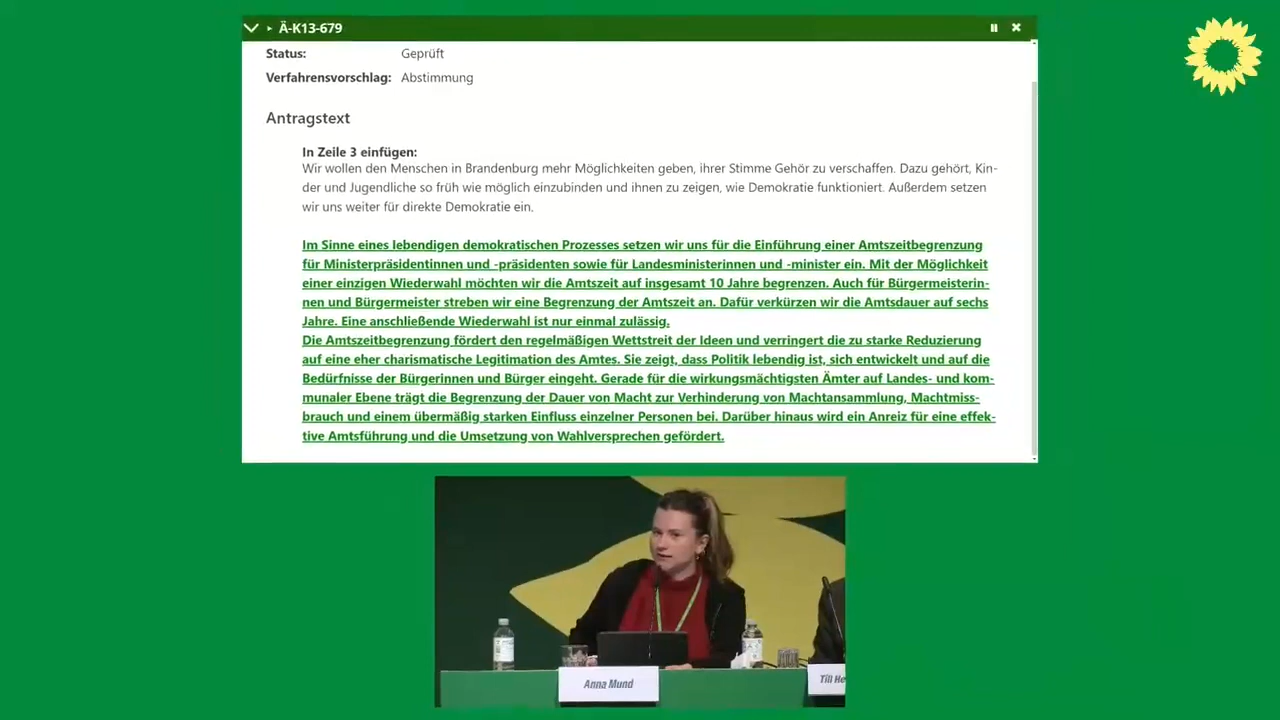 Ä-K13-679
Status: Geprüft
Verfahrensvorschlag: Abstimmung
Antragstext
In Zeile 3 einfügen:
Wir wollen den Menschen in Brandenburg mehr Möglichkeiten geben, ihrer Stimme Gehör zu verschaffen. Dazu gehört, Kin-
der und Jugendliche so früh wie möglich einzubinden und ihnen zu zeigen, wie Demokratie funktioniert. Außerdem setzen
wir uns weiter für direkte Demokratie ein.
Im Sinne eines lebendigen demokratischen Prozesses setzen wir uns für die Einführung einer Amtszeitbegrenzung
für Ministerpräsidentinnen und -präsidenten sowie für Landesministerinnen und -minister ein. Mit der Möglichkeit
einer einzigen Wiederwahl möchten wir die Amtszeit auf insgesamt 10 Jahre begrenzen. Auch für Bürgermeisterin-
nen und Bürgermeister streben wir eine Begrenzung der Amtszeit an. Dafür verkürzen wir die Amtsdauer auf sechs
Jahre. Eine anschließende Wiederwahl ist nur einmal zulässig.
Die Amtszeitbegrenzung fördert den regelmäßigen Wettstreit der Ideen und verringert die zu starke Reduzierung
auf eine eher charismatische Legitimation des Amtes. Sie zeigt, dass Politik lebendig ist, sich entwickelt und auf die
Bedürfnisse der Bürgerinnen und Bürger eingeht. Gerade für die wirkungsmächtigsten Ämter auf Landes- und kom-
munaler Ebene trägt die Begrenzung der Dauer von Macht zur Verhinderung von Machtansammlung, Machtmiss-
brauch und einem übermäßig starken Einfluss einzelner Personen bei. Darüber hinaus wird ein Anreiz für eine effek-
tive Amtsführung und die Umsetzung von Wahlversprechen gefördert.
Anna Mund
Till He